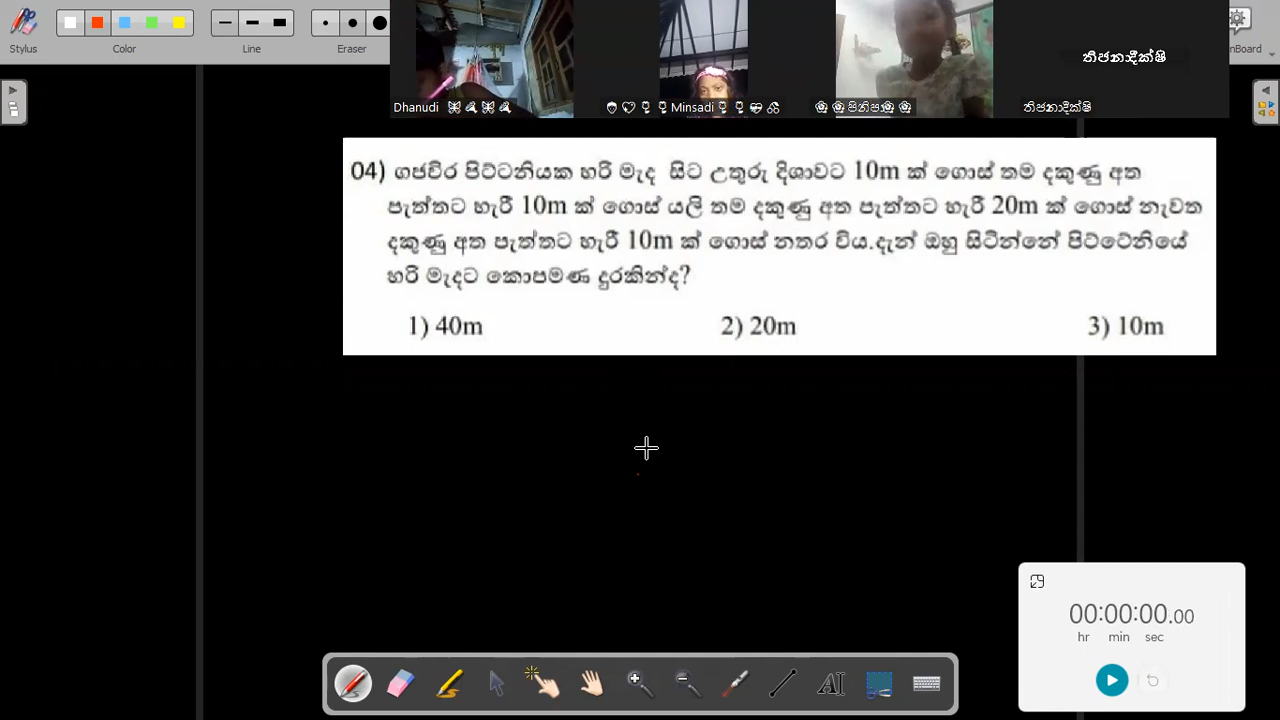 Stylus
Color
Line
Eraser
Board
Dhanudi
Minsadi
පිනිපා
තිජනාදීක්ෂි
තිජනාදීක්ෂි
04) ගජවිර පිට්ටනියක හරි මැද සිට උතුරු දිශාවට 10m ක් ගොස් තම දකුණු අත
පැත්තට හැරී 10m ක් ගොස් යලි තම දකුණු අත පැත්තට හැරී 20m ක් ගොස් නැවත
දකුණු අත පැත්තට හැරී 10m ක් ගොස් නතර විය.දැන් ඔහු සිටින්නේ පිට්ටේනියේ
හරි මැදට කොපමණ දුරකින්ද?
1) 40m 2) 20m 3) 10m
00:00:00.00
hr min sec
AI